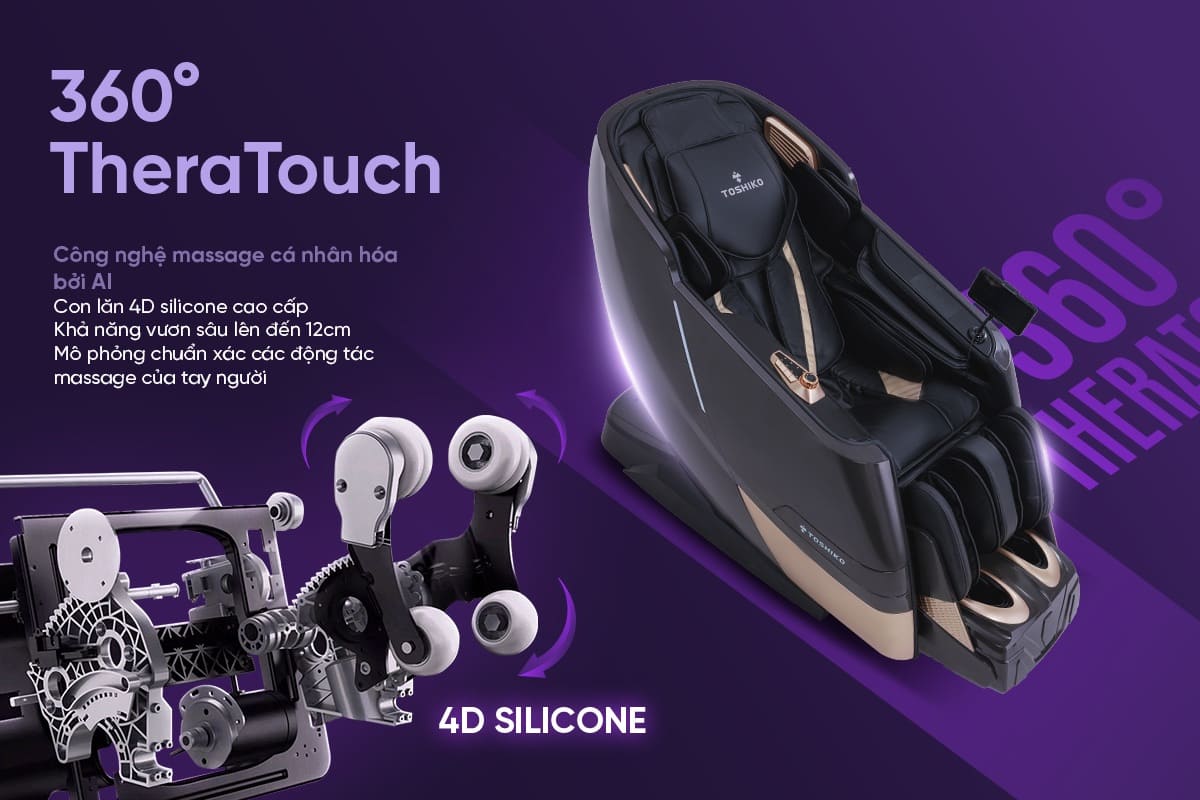 360°
TheraTouch
Công nghệ massage cá nhân hóa
bởi AI
Con lăn 4D silicone cao cấp
Khả năng vươn sâu lên đến 12cm
Mô phỏng chuẩn xác các động tác
massage của tay người
4D SILICONE
TOSHIKO
TOSHIKO
360°
THERATO